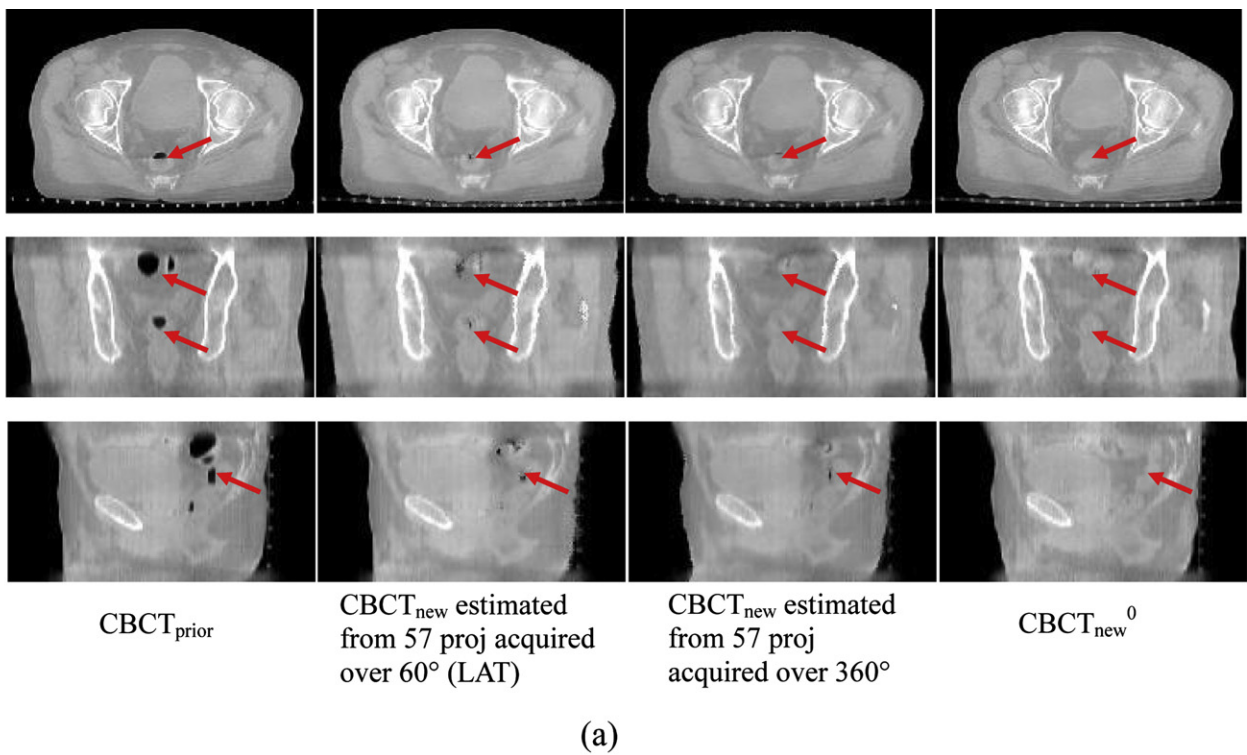 CBCTprior
CBCTnew estimated
from 57 proj acquired
over 60° (LAT)
CBCTnew estimated
from 57 proj
acquired over 360°
CBCTnew⁰
(a)